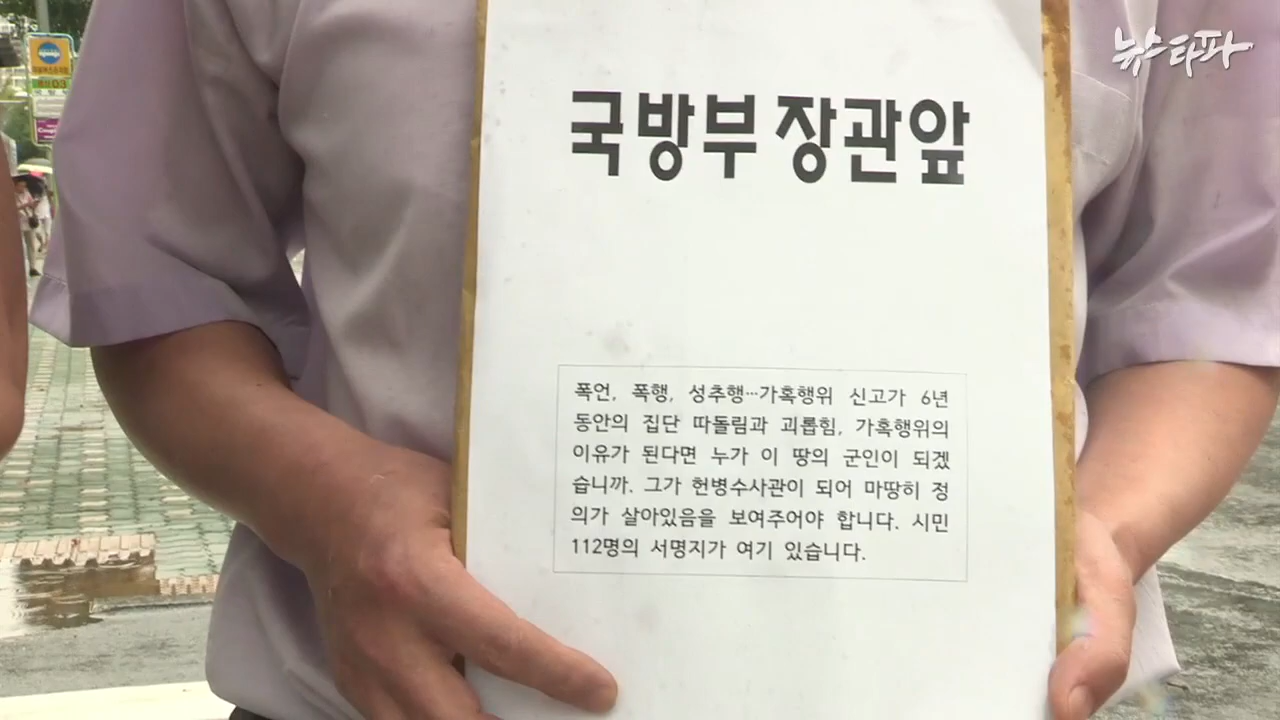 뉴스타파
국방부 장관앞
폭언, 폭행, 성추행…가혹행위 신고가 6년
동안의 집단 따돌림과 괴롭힘, 가혹행위의
이유가 된다면 누가 이 땅의 군인이 되겠
습니까. 그가 헌병수사관이 되어 마땅히 정
의가 살아있음을 보여주어야 합니다. 시민
112명의 서명지가 여기 있습니다.